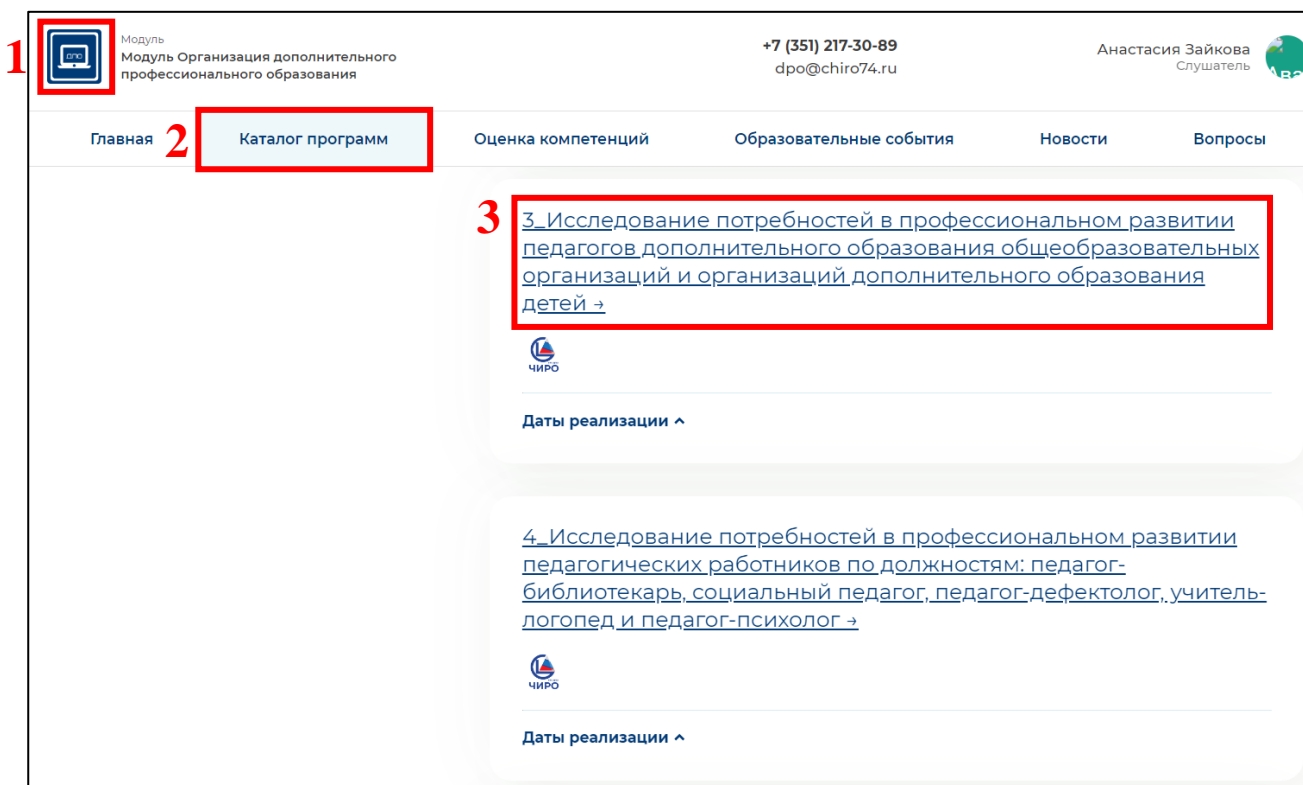 1
ДПО
Модуль
Модуль Организация дополнительного
профессионального образования
+7 (351) 217-30-89
dpo@chiro74.ru
Анастасия Зайкова
Слушатель
Ава
Главная
2
Каталог программ
Оценка компетенций
Образовательные события
Новости
Вопросы
3
3_Исследование потребностей в профессиональном развитии
педагогов дополнительного образования общеобразовательных
организаций и организаций дополнительного образования
детей →
ЧИРО
Даты реализации ^
4_Исследование потребностей в профессиональном развитии
педагогических работников по должностям: педагог-
библиотекарь, социальный педагог, педагог-дефектолог, учитель-
логопед и педагог-психолог →
ЧИРО
Даты реализации ^